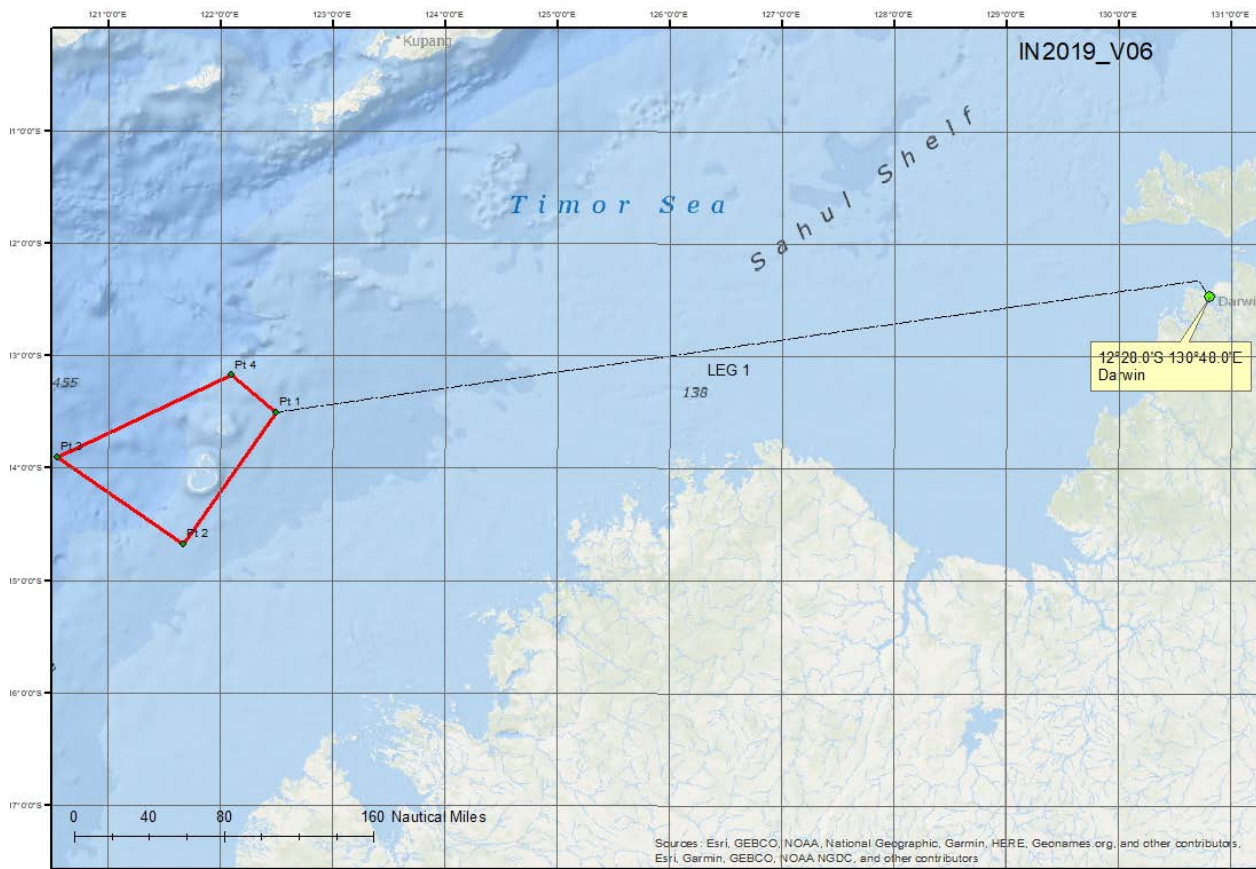 121°0'0"E 122°0'0"E 123°0'0"E 124°0'0"E 125°0'0"E 126°0'0"E 127°0'0"E 128°0'0"E 129°0'0"E 130°0'0"E 131°0'0"E
Kupang
IN2019_V06
11°0'0"S
Sahul Shelf
Timor Sea
12°0'0"S
Darwi
13°0'0"S
12°28.0'S 130°48.0'E
Darwin
LEG 1
Pt 4
455
138
Pt 1
Pt 3
14°0'0"S
Pt 2
15°0'0"S
16°0'0"S
17°0'0"S
0 40 80 160 Nautical Miles
Sources: Esri, GEBCO, NOAA, National Geographic, Garmin, HERE, Geonames.org, and other contributors,
Esri, Garmin, GEBCO, NOAA NGDC, and other contributors